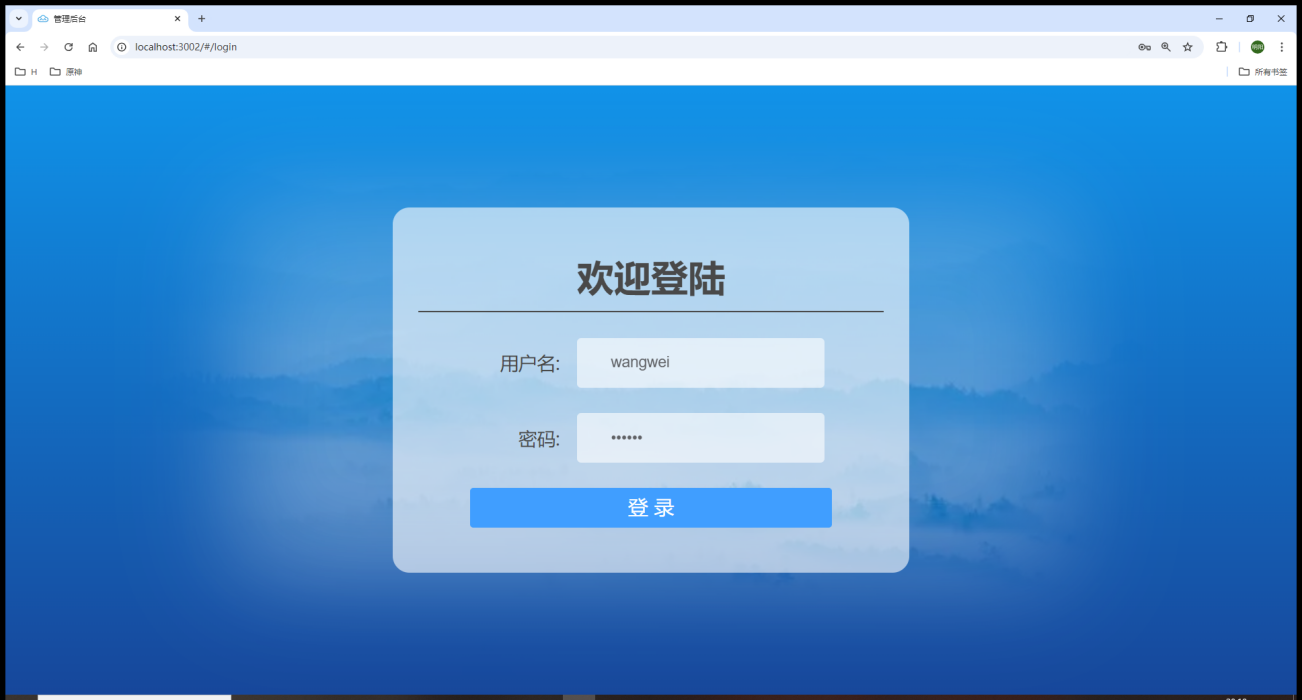 管理后台
localhost:3002/#/login
H 原神 所有书签
欢迎登陆
用户名: wangwei
密码: ••••••
登 录